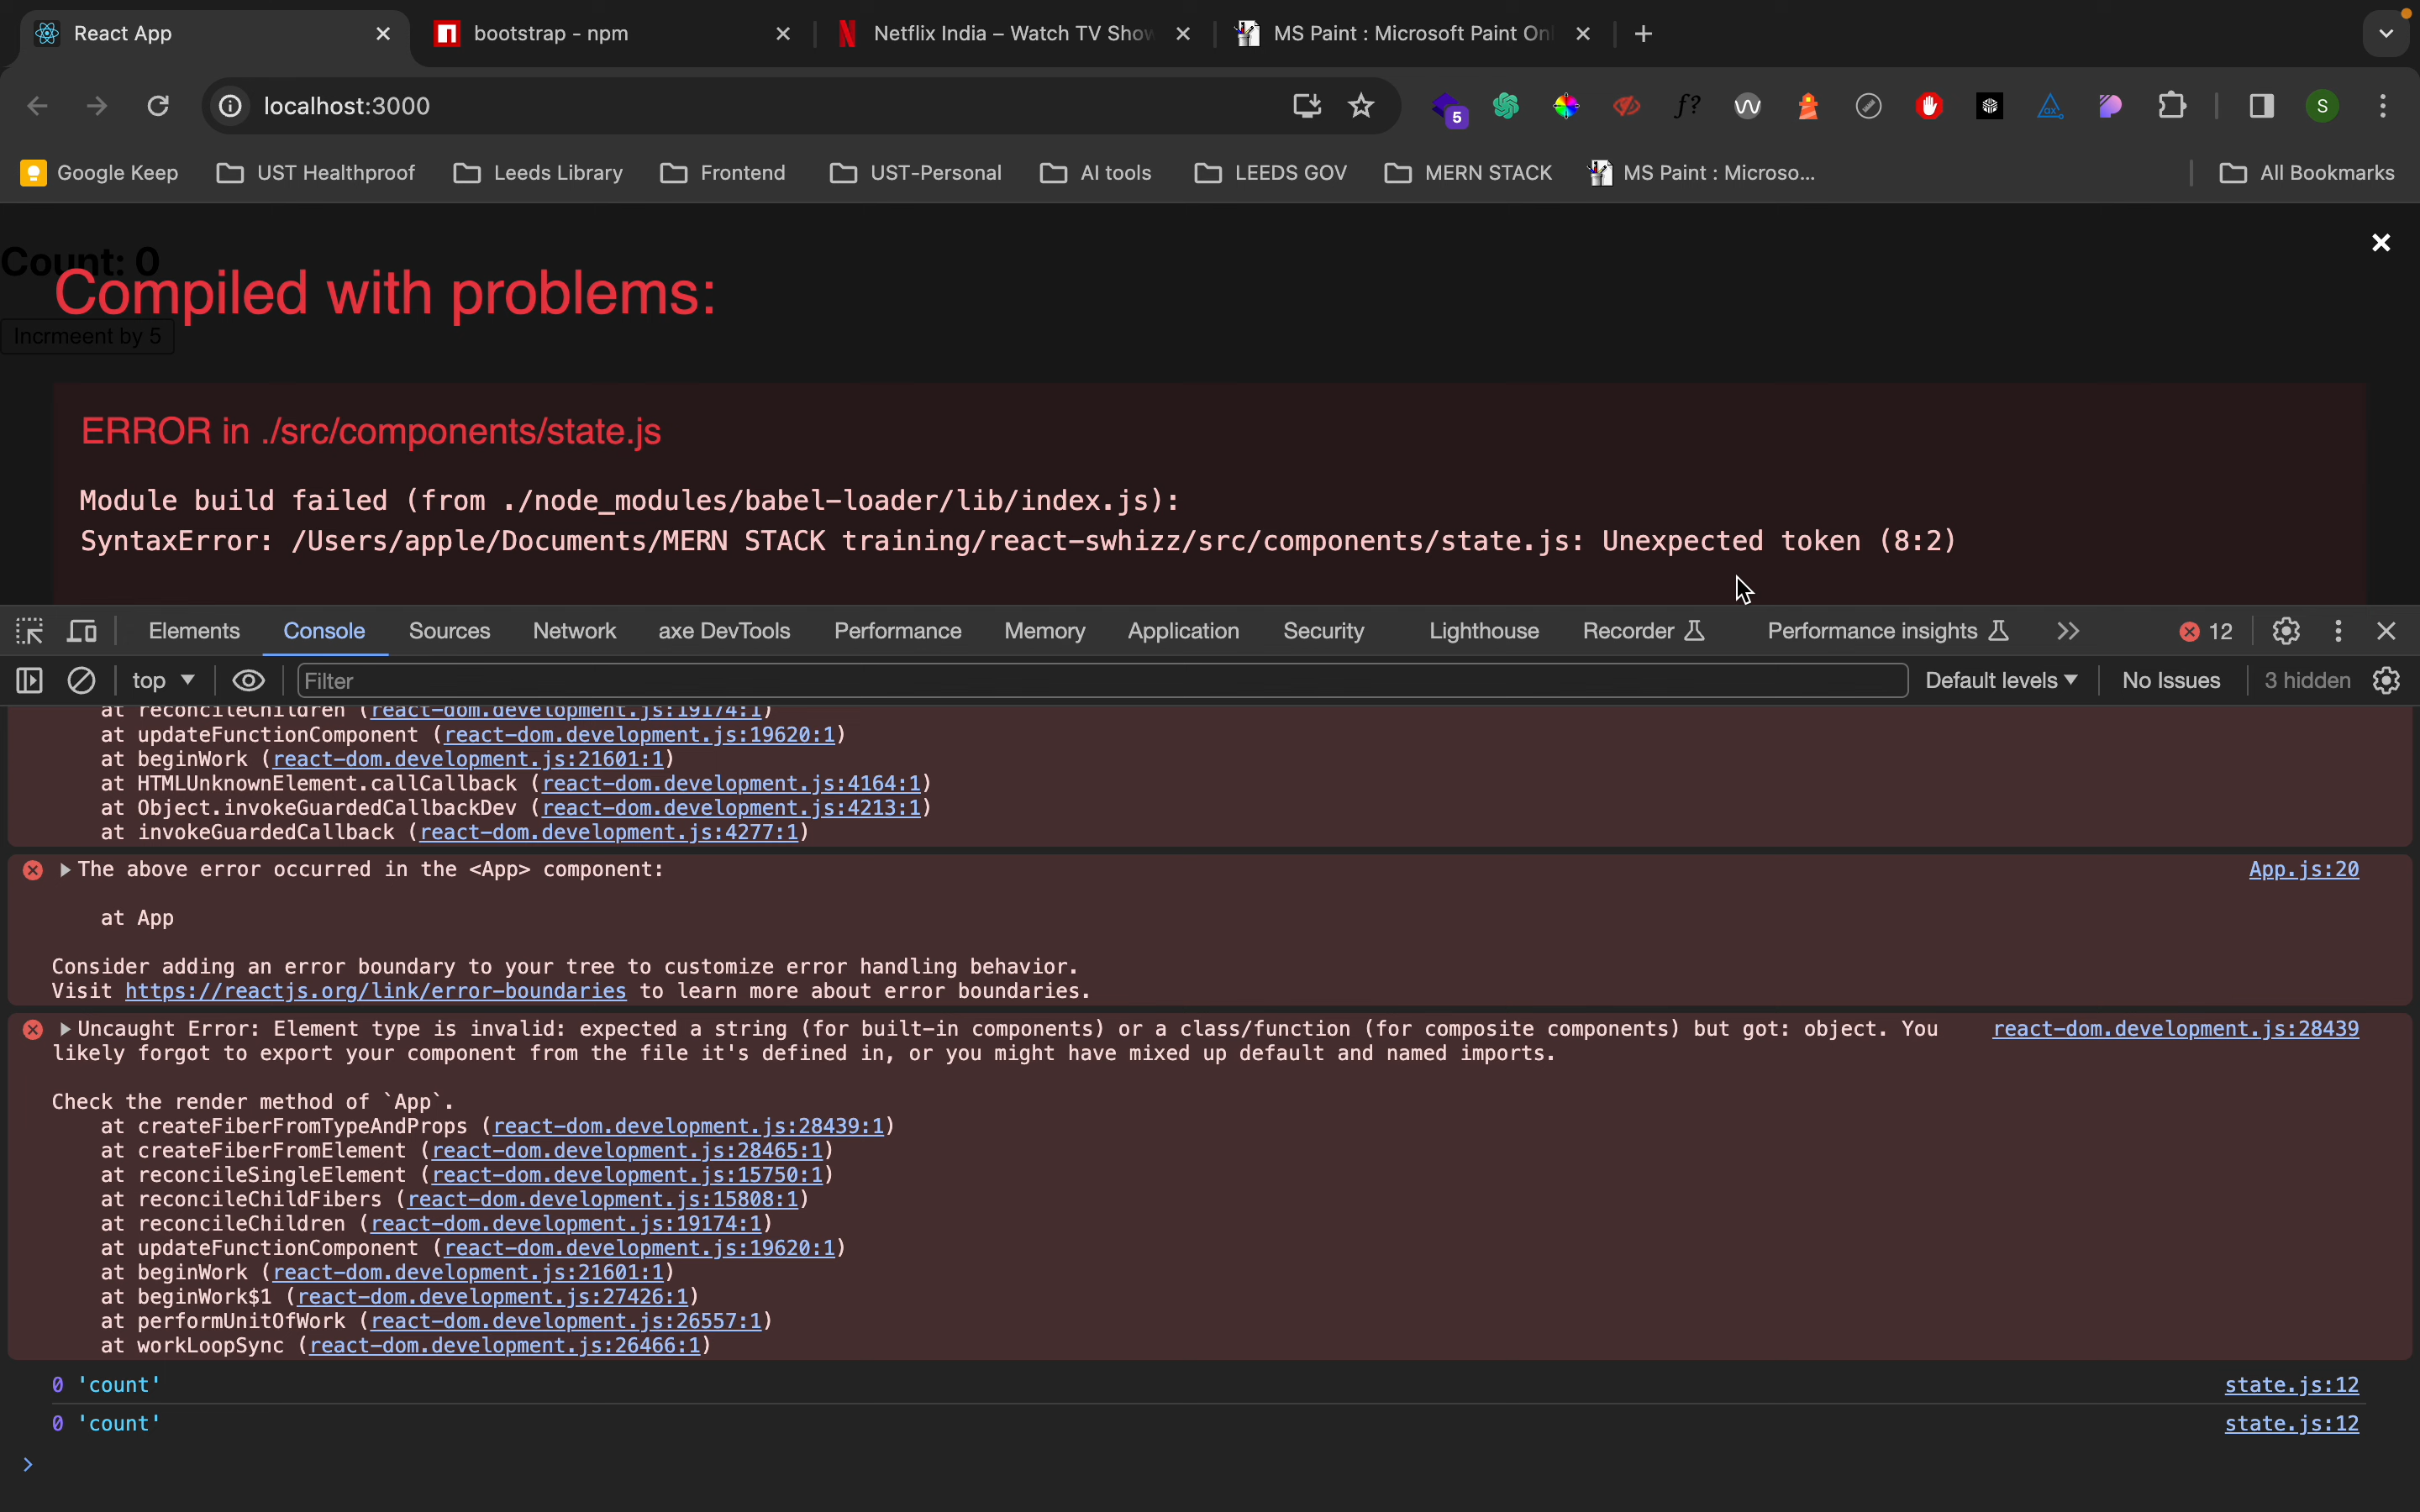 React App
bootstrap - npm
Netflix India – Watch TV Show
MS Paint : Microsoft Paint Onl
localhost:3000
5
f?
S
Google Keep
UST Healthproof
Leeds Library
Frontend
UST-Personal
AI tools
LEEDS GOV
MERN STACK
MS Paint : Microso...
All Bookmarks
Count: 0
Compiled with problems:
Incrmeent by 5
ERROR in ./src/components/state.js
Module build failed (from ./node_modules/babel-loader/lib/index.js):
SyntaxError: /Users/apple/Documents/MERN STACK training/react-swhizz/src/components/state.js: Unexpected token (8:2)
Elements
Console
Sources
Network
axe DevTools
Performance
Memory
Application
Security
Lighthouse
Recorder
Performance insights
12
top
Filter
Default levels
No Issues
3 hidden
at reconcileChildren (react-dom.development.js:19174:1)
at updateFunctionComponent (react-dom.development.js:19620:1)
at beginWork (react-dom.development.js:21601:1)
at HTMLUnknownElement.callCallback (react-dom.development.js:4164:1)
at Object.invokeGuardedCallbackDev (react-dom.development.js:4213:1)
at invokeGuardedCallback (react-dom.development.js:4277:1)
The above error occurred in the <App> component:
App.js:20
at App
Consider adding an error boundary to your tree to customize error handling behavior.
Visit https://reactjs.org/link/error-boundaries to learn more about error boundaries.
Uncaught Error: Element type is invalid: expected a string (for built-in components) or a class/function (for composite components) but got: object. You
react-dom.development.js:28439
likely forgot to export your component from the file it's defined in, or you might have mixed up default and named imports.
Check the render method of `App`.
at createFiberFromTypeAndProps (react-dom.development.js:28439:1)
at createFiberFromElement (react-dom.development.js:28465:1)
at reconcileSingleElement (react-dom.development.js:15750:1)
at reconcileChildFibers (react-dom.development.js:15808:1)
at reconcileChildren (react-dom.development.js:19174:1)
at updateFunctionComponent (react-dom.development.js:19620:1)
at beginWork (react-dom.development.js:21601:1)
at beginWork$1 (react-dom.development.js:27426:1)
at performUnitOfWork (react-dom.development.js:26557:1)
at workLoopSync (react-dom.development.js:26466:1)
0 'count'
state.js:12
0 'count'
state.js:12